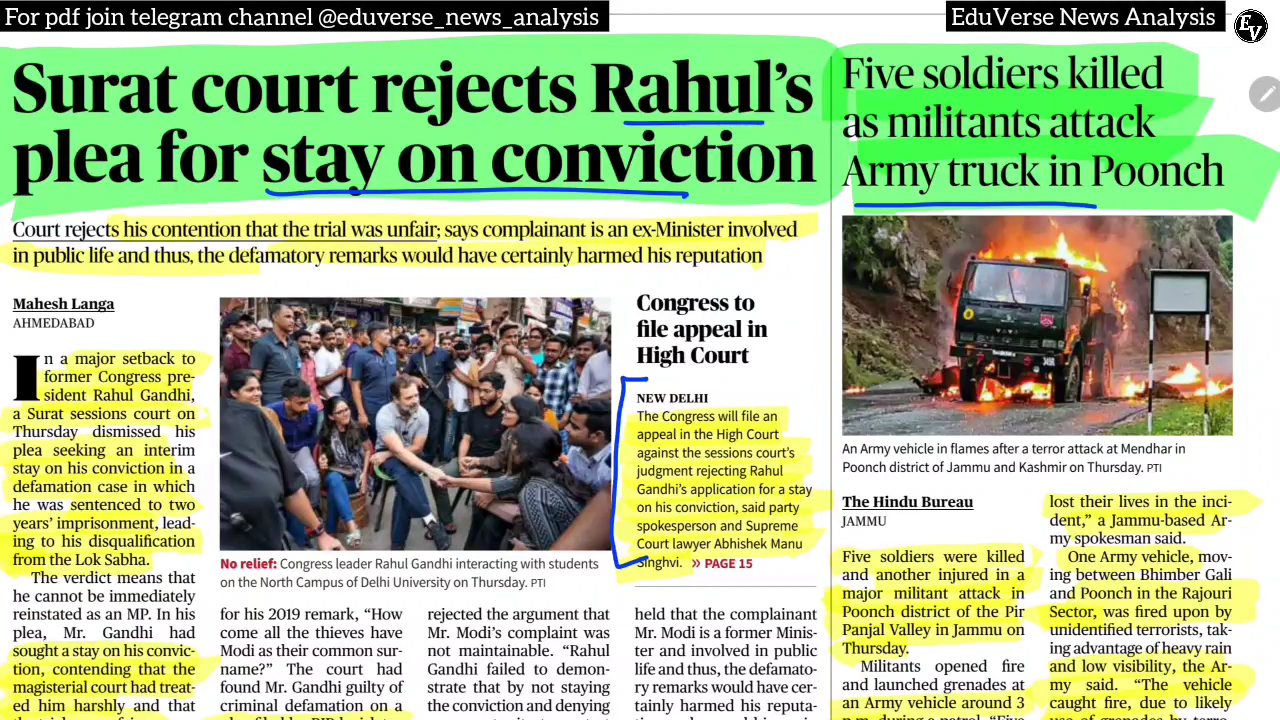 For pdf join telegram channel @eduverse_news_analysis
EduVerse News Analysis
EV
Surat court rejects Rahul's
plea for stay on conviction
Court rejects his contention that the trial was unfair; says complainant is an ex-Minister involved
in public life and thus, the defamatory remarks would have certainly harmed his reputation
Mahesh Langa
AHMEDABAD
In a major setback to
former Congress pre-
sident Rahul Gandhi,
a Surat sessions court on
Thursday dismissed his
plea seeking an interim
stay on his conviction in a
defamation case in which
he was sentenced to two
years' imprisonment, lead-
ing to his disqualification
from the Lok Sabha.
The verdict means that
he cannot be immediately
reinstated as an MP. In his
plea, Mr. Gandhi had
sought a stay on his convic-
tion, contending that the
magisterial court had treat-
ed him harshly and that
No relief: Congress leader Rahul Gandhi interacting with students
on the North Campus of Delhi University on Thursday. PTI
for his 2019 remark, "How
come all the thieves have
Modi as their common sur-
name?" The court had
found Mr. Gandhi guilty of
criminal defamation on a
rejected the argument that
Mr. Modi's complaint was
not maintainable. "Rahul
Gandhi failed to demon-
strate that by not staying
the conviction and denying
Congress to
file appeal in
High Court
NEW DELHI
The Congress will file an
appeal in the High Court
against the sessions court's
judgment rejecting Rahul
Gandhi's application for a stay
on his conviction, said party
spokesperson and Supreme
Court lawyer Abhishek Manu
Singhvi. » PAGE 15
held that the complainant
Mr. Modi is a former Minis-
ter and involved in public
life and thus, the defamato-
ry remarks would have cer-
tainly harmed his reputa-
Five soldiers killed
as militants attack
Army truck in Poonch
An Army vehicle in flames after a terror attack at Mendhar in
Poonch district of Jammu and Kashmir on Thursday. PTI
The Hindu Bureau
JAMMU
Five soldiers were killed
and another injured in a
major militant attack in
Poonch district of the Pir
Panjal Valley in Jammu on
Thursday.
Militants opened fire
and launched grenades at
an Army vehicle around 3
p.m. during a patrol. "Five
lost their lives in the inci-
dent," a Jammu-based Ar-
my spokesman said.
One Army vehicle, mov-
ing between Bhimber Gali
and Poonch in the Rajouri
Sector, was fired upon by
unidentified terrorists, tak-
ing advantage of heavy rain
and low visibility, the Ar-
my said. "The vehicle
caught fire, due to likely
use of grenades by terro-